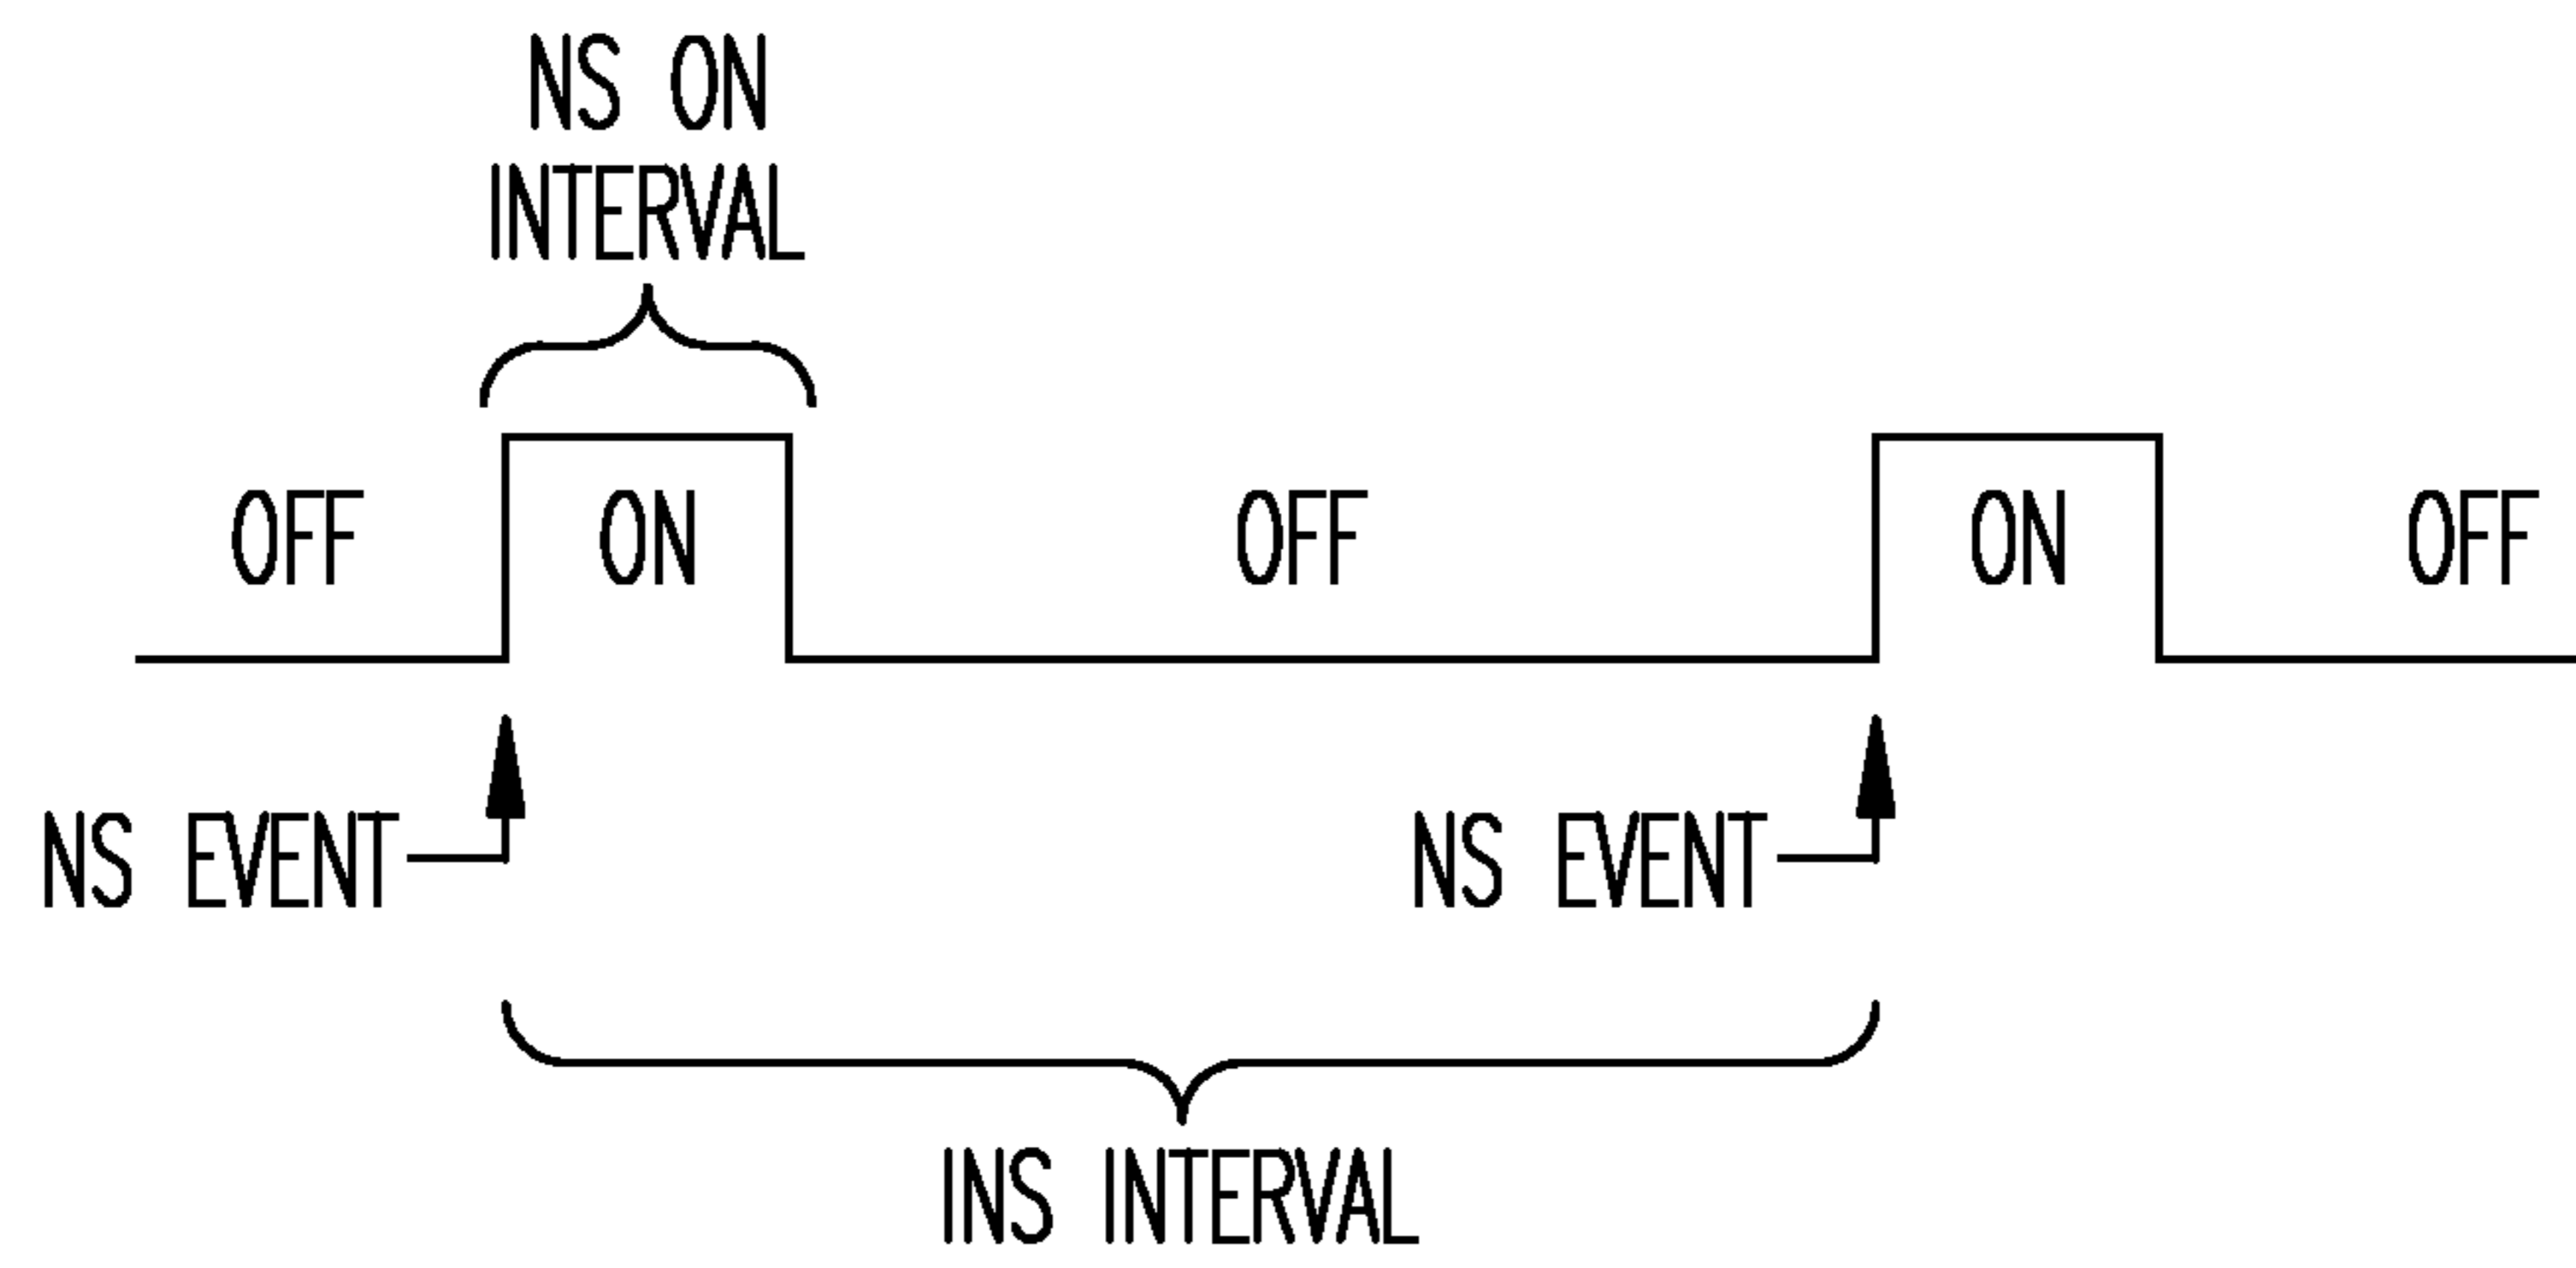 NS ON
INTERVAL
OFF
ON
OFF
ON
OFF
NS EVENT
NS EVENT
INS INTERVAL